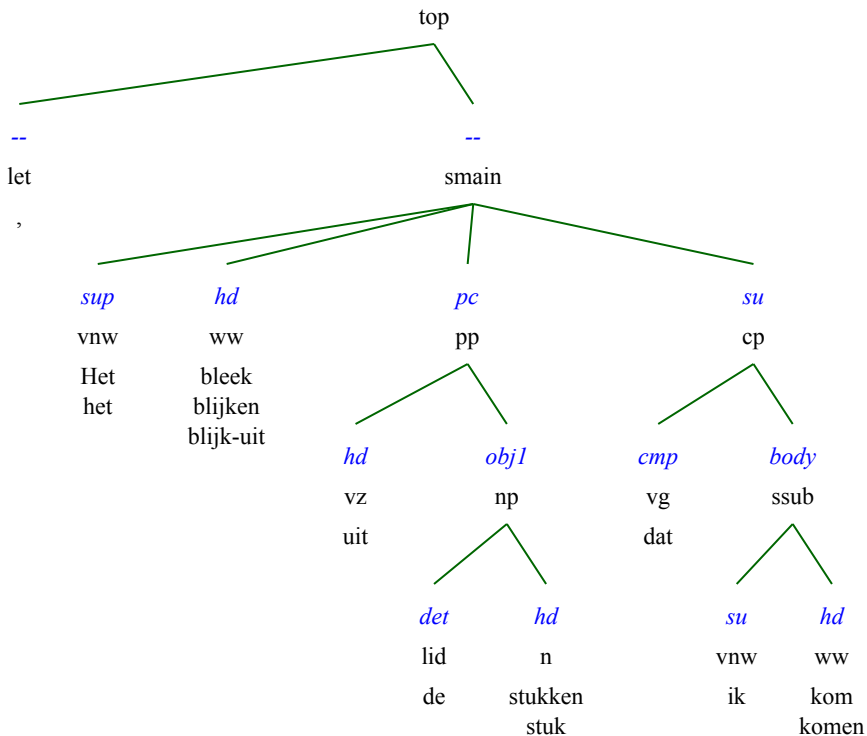 top
-- --
let smain
,
sup hd pc su
vnw ww pp cp
Het bleek
het blijken
blijk-uit
hd obj1 cmp body
vz np vg ssub
uit dat
det hd su hd
lid n vnw ww
de stukken ik kom
stuk komen